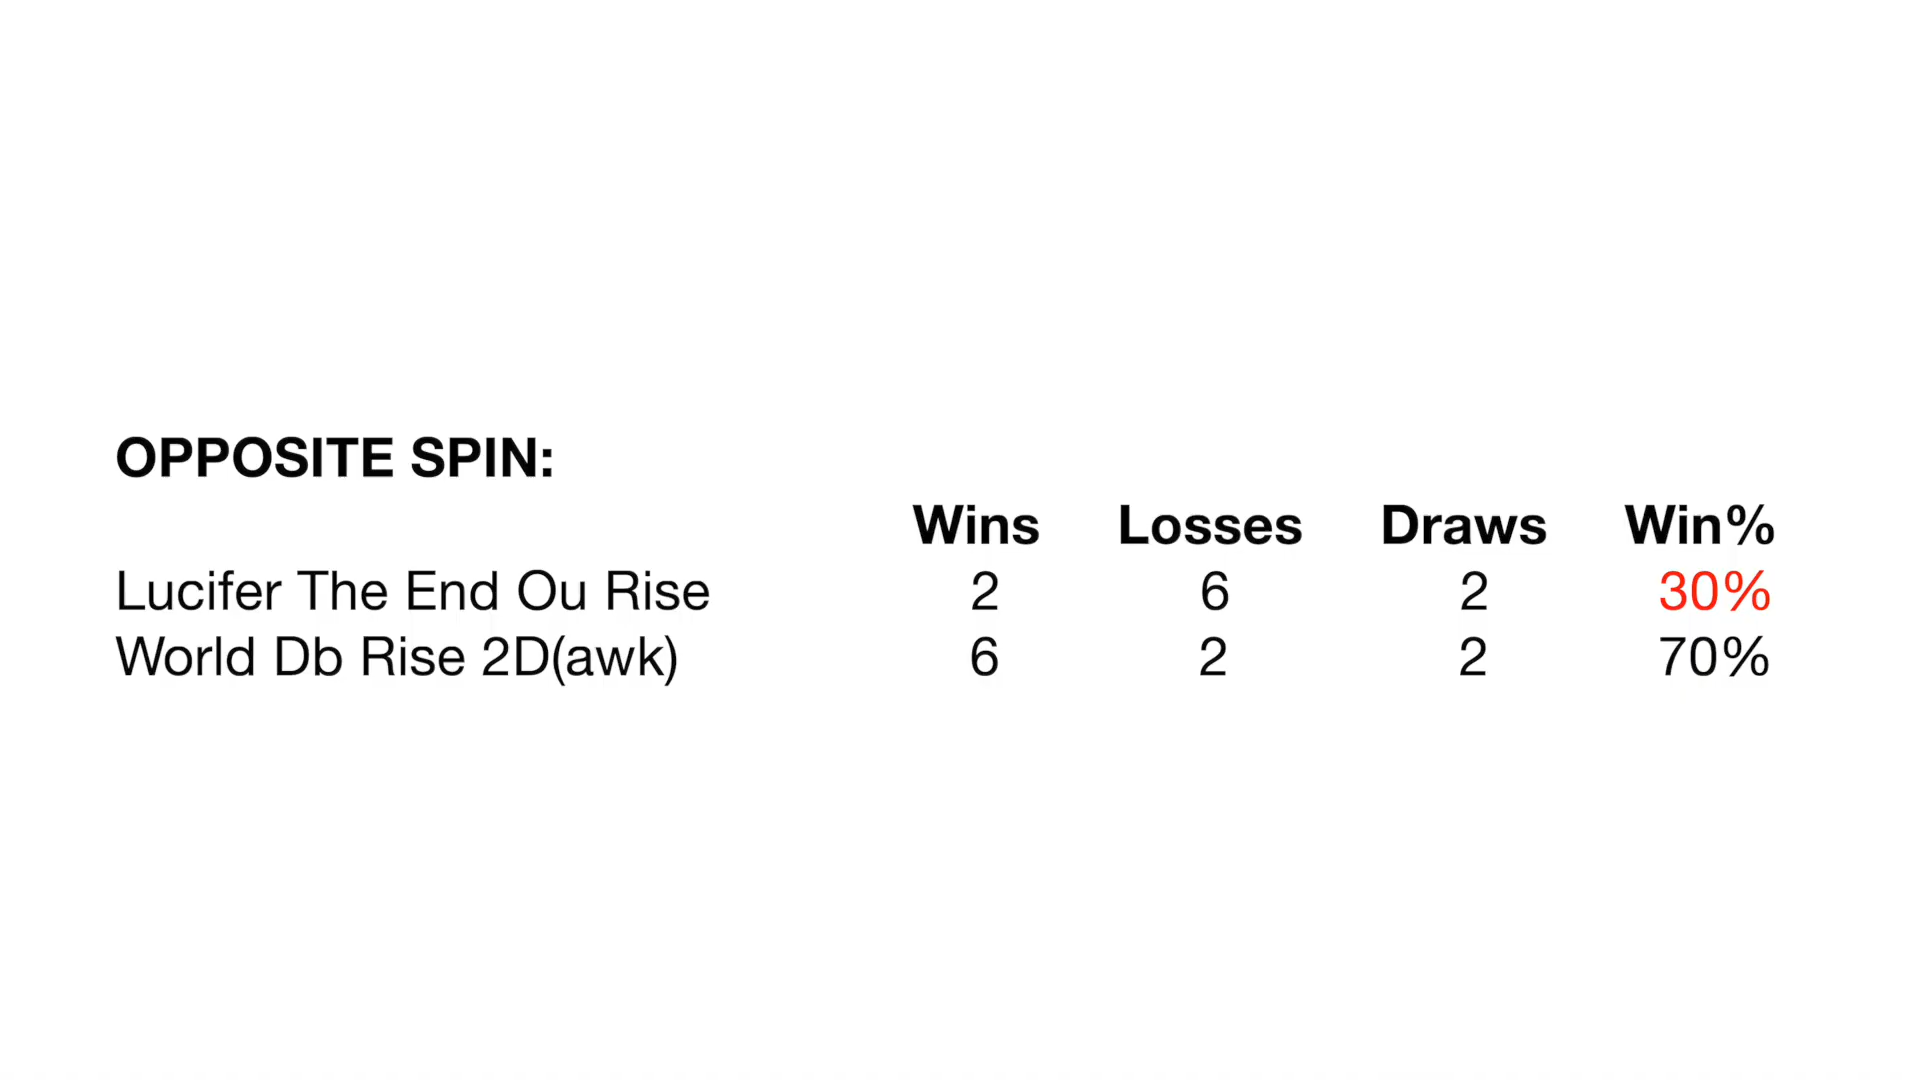 OPPOSITE SPIN:
Wins Losses Draws Win%
Lucifer The End Ou Rise 2 6 2 30%
World Db Rise 2D(awk) 6 2 2 70%